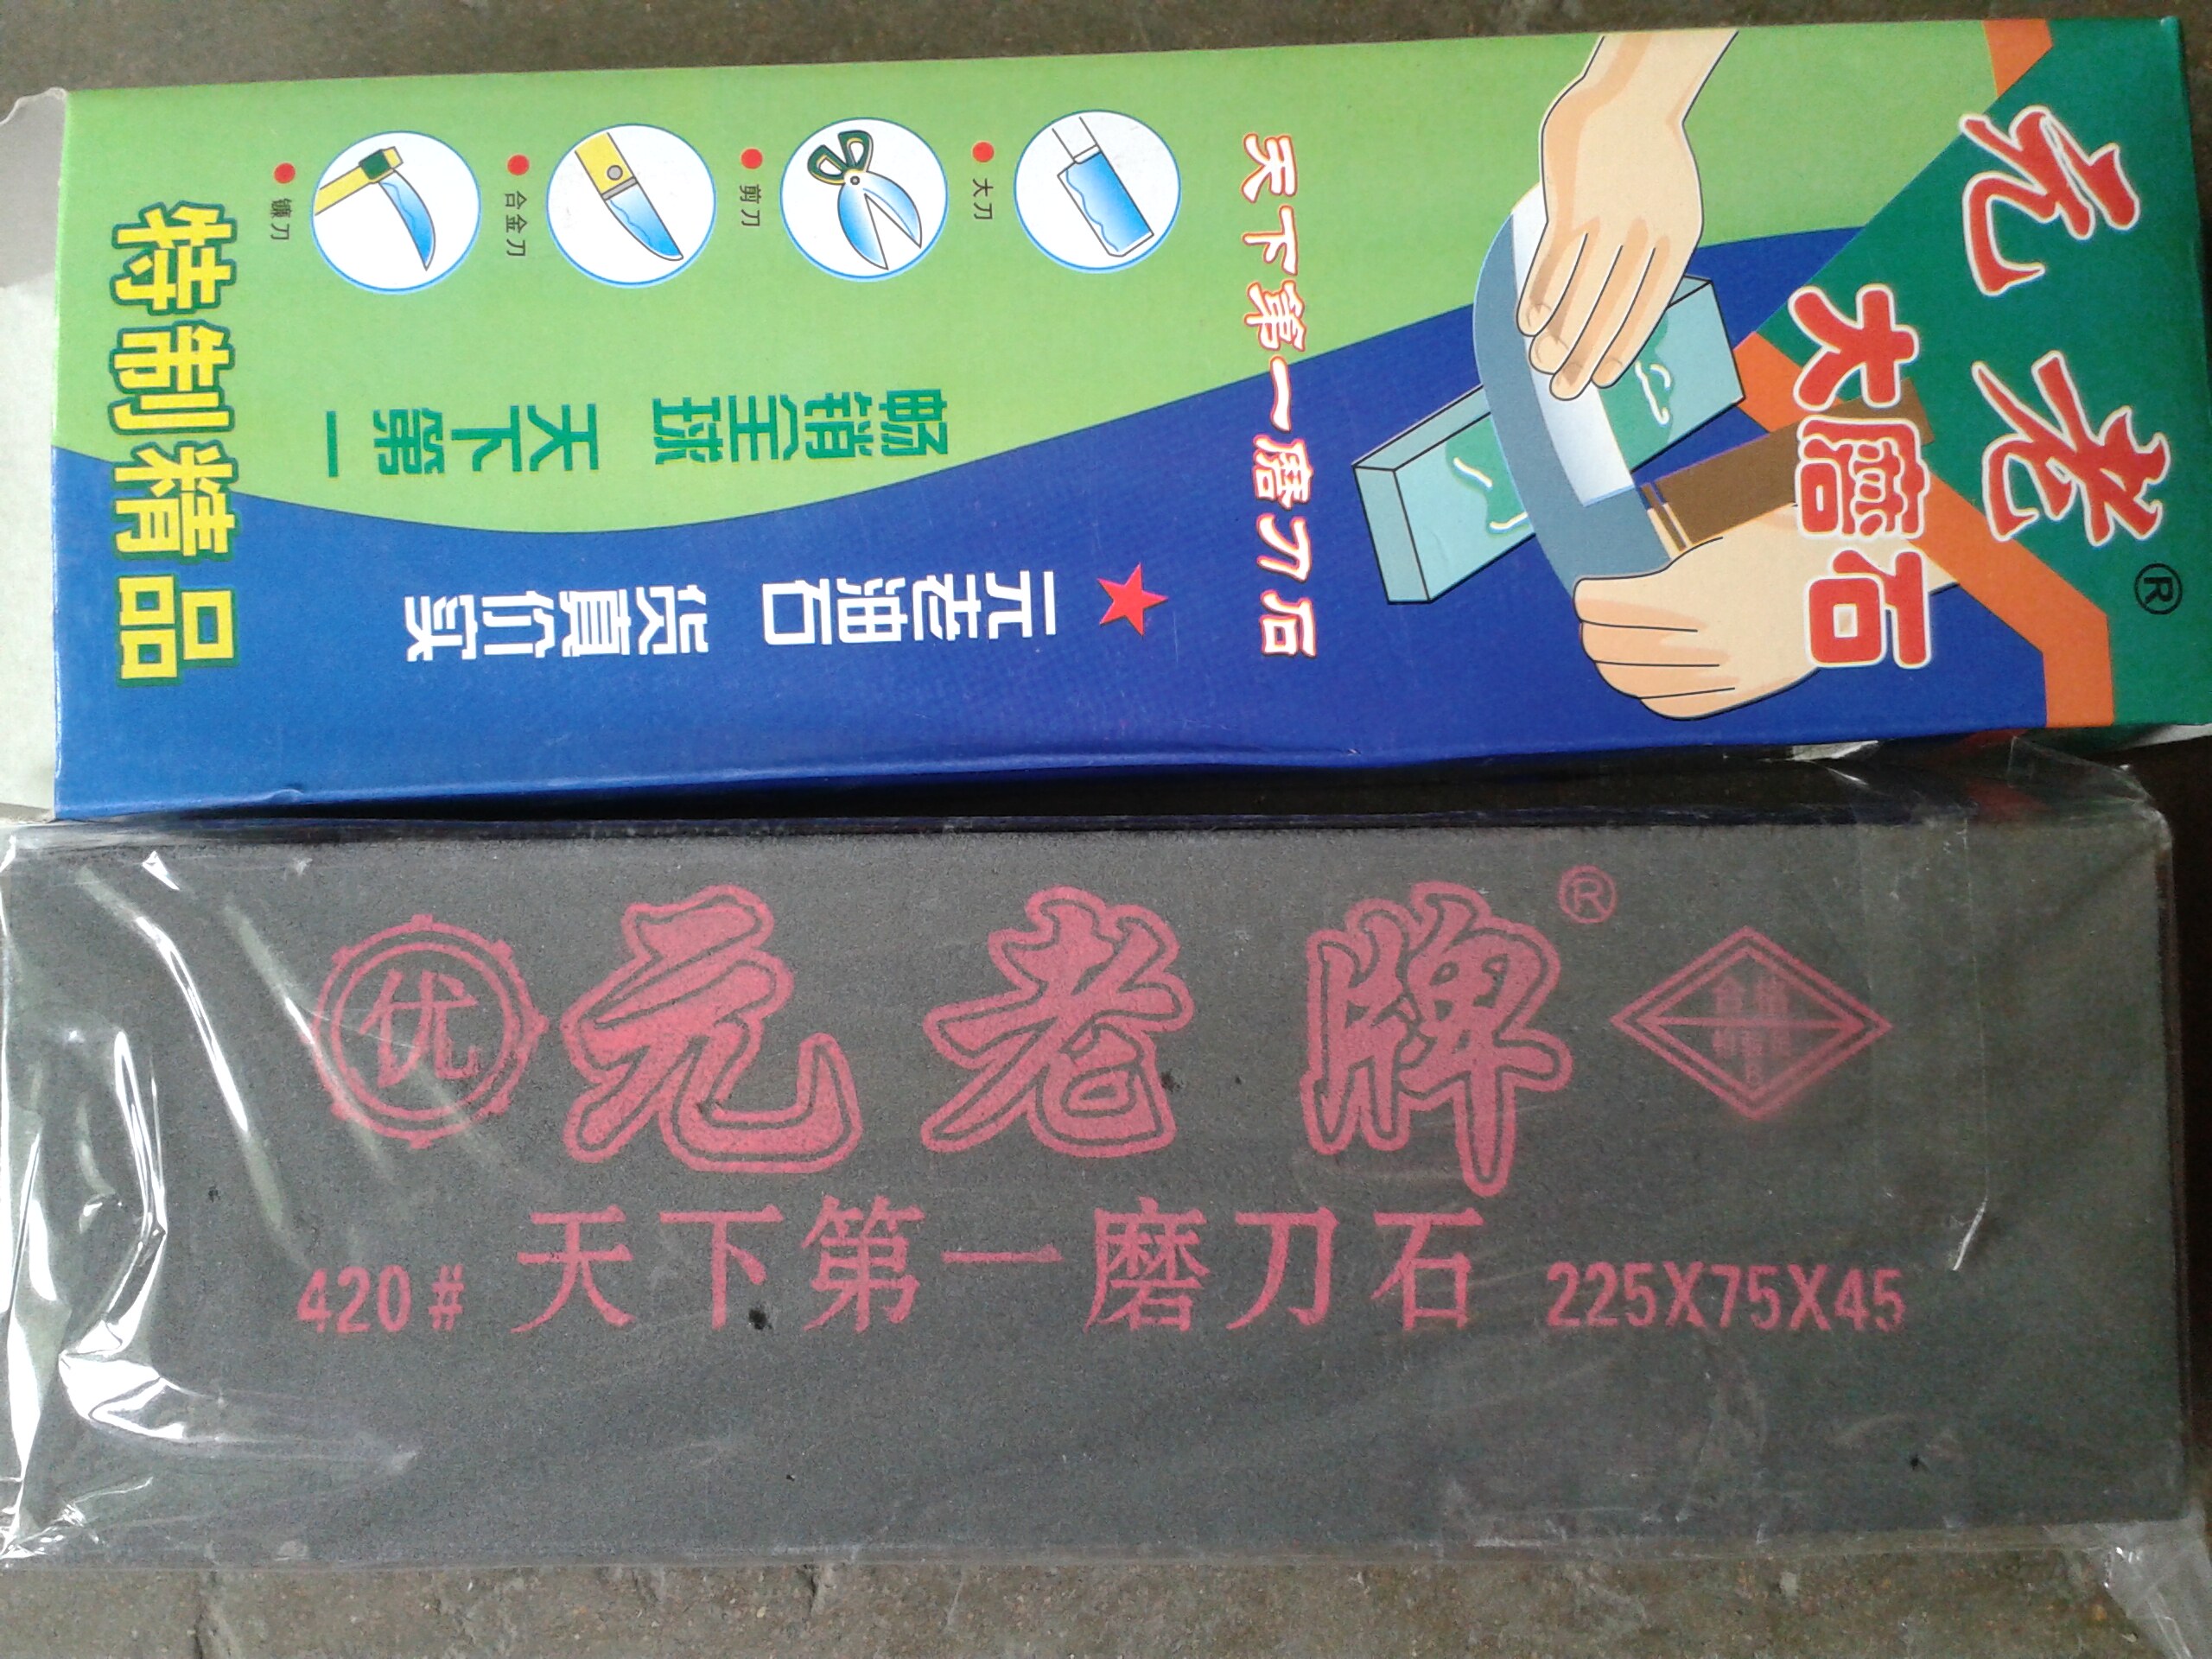 元老®
大磨石
天下第一磨刀石
大刀
剪刀
合金刀
镰刀
畅销全球 天下第一
元老油石 货真价实
特制精品
优
元老牌®
合格
420# 天下第一磨刀石 225X75X45